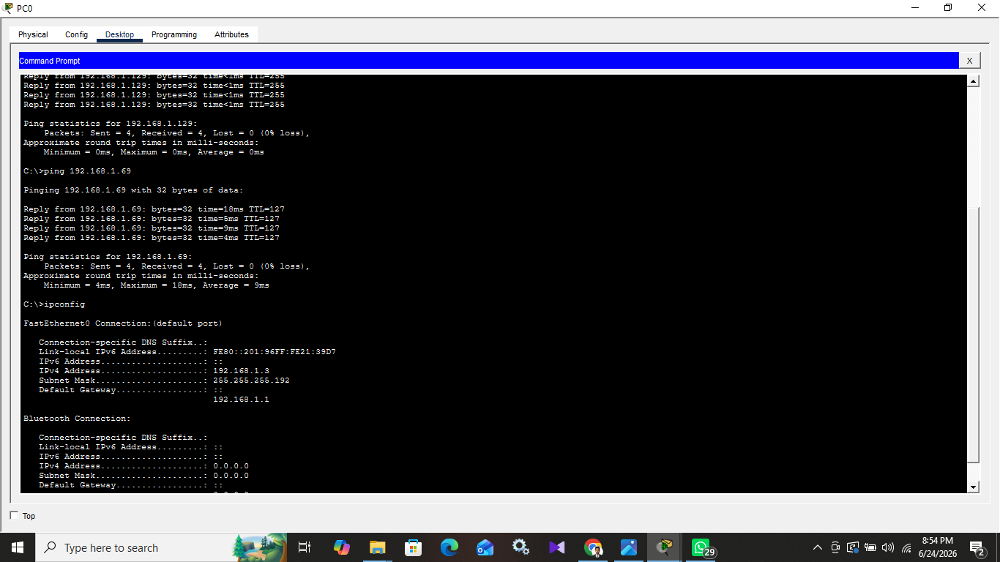 PC0
Physical Config Desktop Programming Attributes
Command Prompt
X
Reply from 192.168.1.129: bytes=32 time<1ms TTL=255
Reply from 192.168.1.129: bytes=32 time<1ms TTL=255
Reply from 192.168.1.129: bytes=32 time<1ms TTL=255
Reply from 192.168.1.129: bytes=32 time<1ms TTL=255
Ping statistics for 192.168.1.129:
Packets: Sent = 4, Received = 4, Lost = 0 (0% loss),
Approximate round trip times in milli-seconds:
Minimum = 0ms, Maximum = 0ms, Average = 0ms
C:\>ping 192.168.1.69
Pinging 192.168.1.69 with 32 bytes of data:
Reply from 192.168.1.69: bytes=32 time=18ms TTL=127
Reply from 192.168.1.69: bytes=32 time=5ms TTL=127
Reply from 192.168.1.69: bytes=32 time=9ms TTL=127
Reply from 192.168.1.69: bytes=32 time=4ms TTL=127
Ping statistics for 192.168.1.69:
Packets: Sent = 4, Received = 4, Lost = 0 (0% loss),
Approximate round trip times in milli-seconds:
Minimum = 4ms, Maximum = 18ms, Average = 9ms
C:\>ipconfig
FastEthernet0 Connection:(default port)
Connection-specific DNS Suffix..:
Link-local IPv6 Address.........: FE80::201:96FF:FE21:39D7
IPv6 Address....................: ::
IPv4 Address....................: 192.168.1.3
Subnet Mask.....................: 255.255.255.192
Default Gateway.................: ::
192.168.1.1
Bluetooth Connection:
Connection-specific DNS Suffix..:
Link-local IPv6 Address.........: ::
IPv6 Address....................: ::
IPv4 Address....................: 0.0.0.0
Subnet Mask.....................: 0.0.0.0
Default Gateway.................: ::
Top
Type here to search
29
8:54 PM
6/24/2026
2